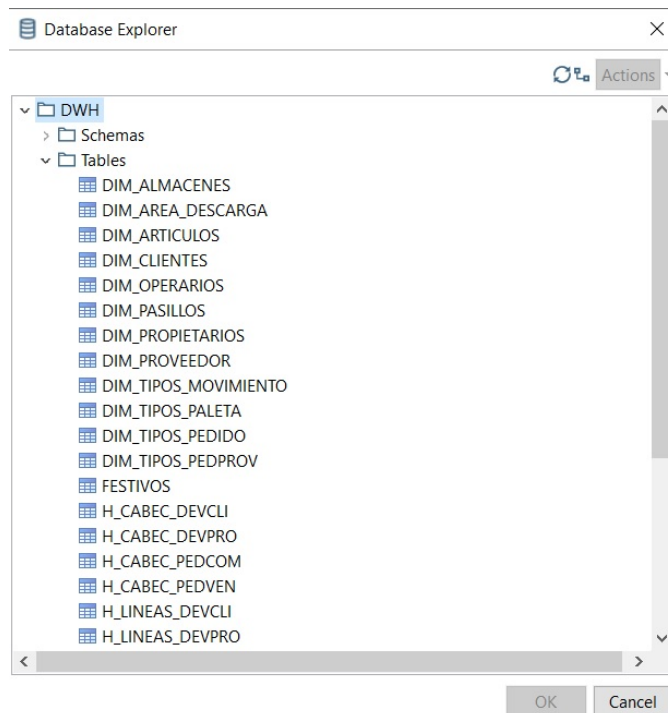 Database Explorer
Actions
DWH
Schemas
Tables
DIM_ALMACENES
DIM_AREA_DESCARGA
DIM_ARTICULOS
DIM_CLIENTES
DIM_OPERARIOS
DIM_PASILLOS
DIM_PROPIETARIOS
DIM_PROVEEDOR
DIM_TIPOS_MOVIMIENTO
DIM_TIPOS_PALETA
DIM_TIPOS_PEDIDO
DIM_TIPOS_PEDPROV
FESTIVOS
H_CABEC_DEVCLI
H_CABEC_DEVPRO
H_CABEC_PEDCOM
H_CABEC_PEDVEN
H_LINEAS_DEVCLI
H_LINEAS_DEVPRO
OK Cancel